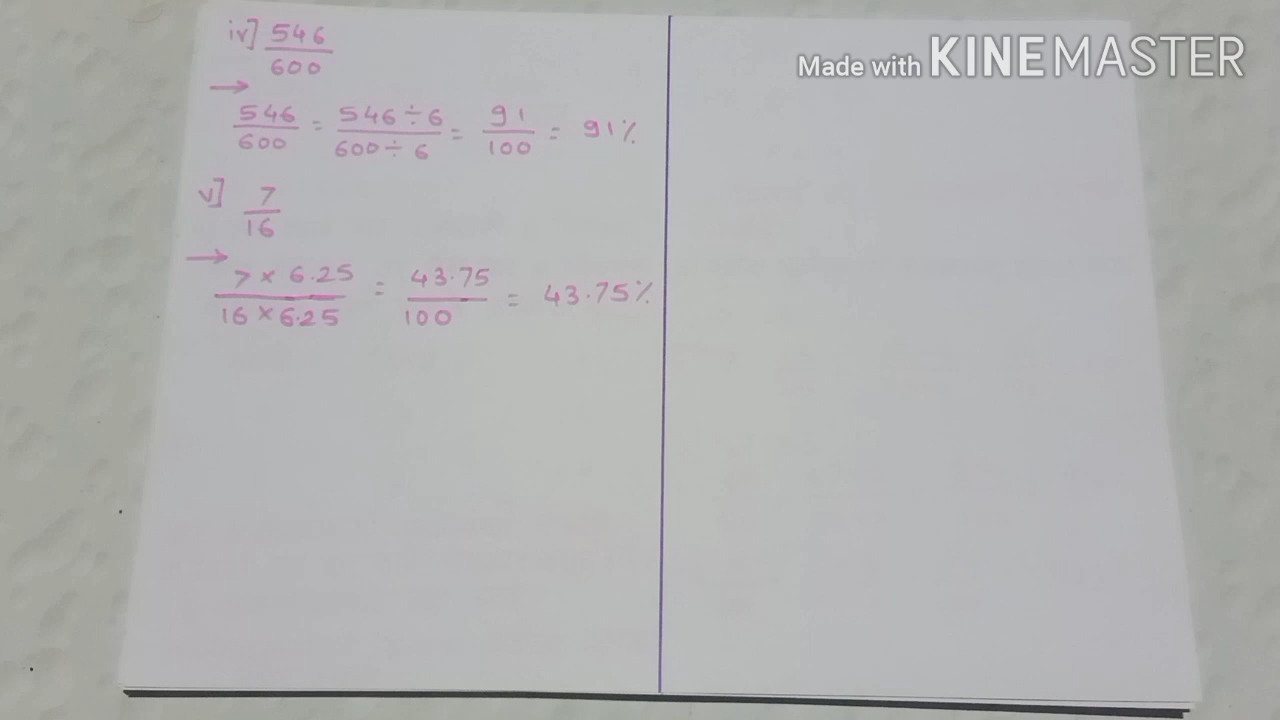 iv] 546
600
→
546/600 = 546÷6/600÷6 = 91/100 = 91%
v] 7
16
→
7 × 6.25/16 × 6.25 = 43.75/100 = 43.75%
Made with KINEMASTER